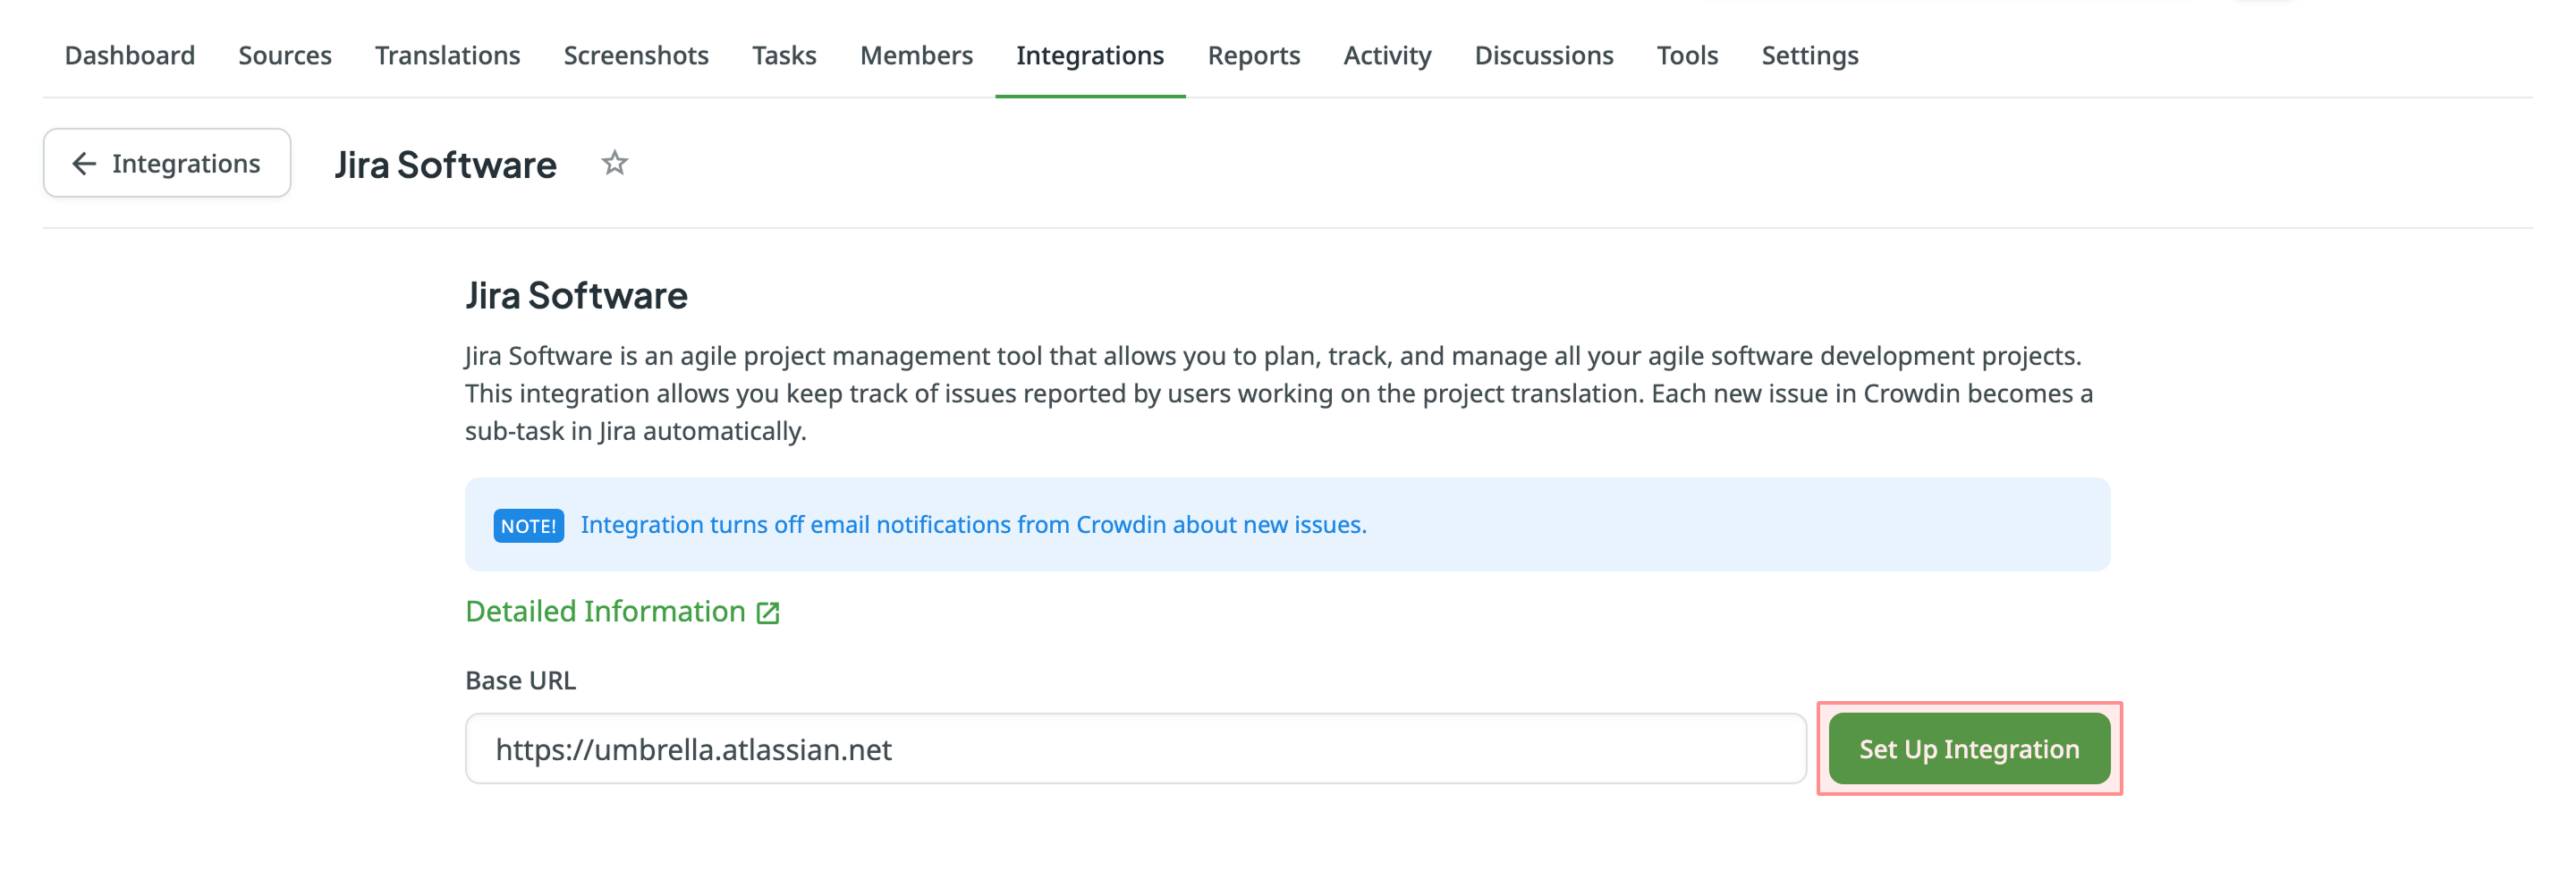 Dashboard Sources Translations Screenshots Tasks Members Integrations Reports Activity Discussions Tools Settings
Integrations Jira Software
Jira Software
Jira Software is an agile project management tool that allows you to plan, track, and manage all your agile software development projects.
This integration allows you keep track of issues reported by users working on the project translation. Each new issue in Crowdin becomes a
sub-task in Jira automatically.
NOTE! Integration turns off email notifications from Crowdin about new issues.
Detailed Information
Base URL
https://umbrella.atlassian.net Set Up Integration